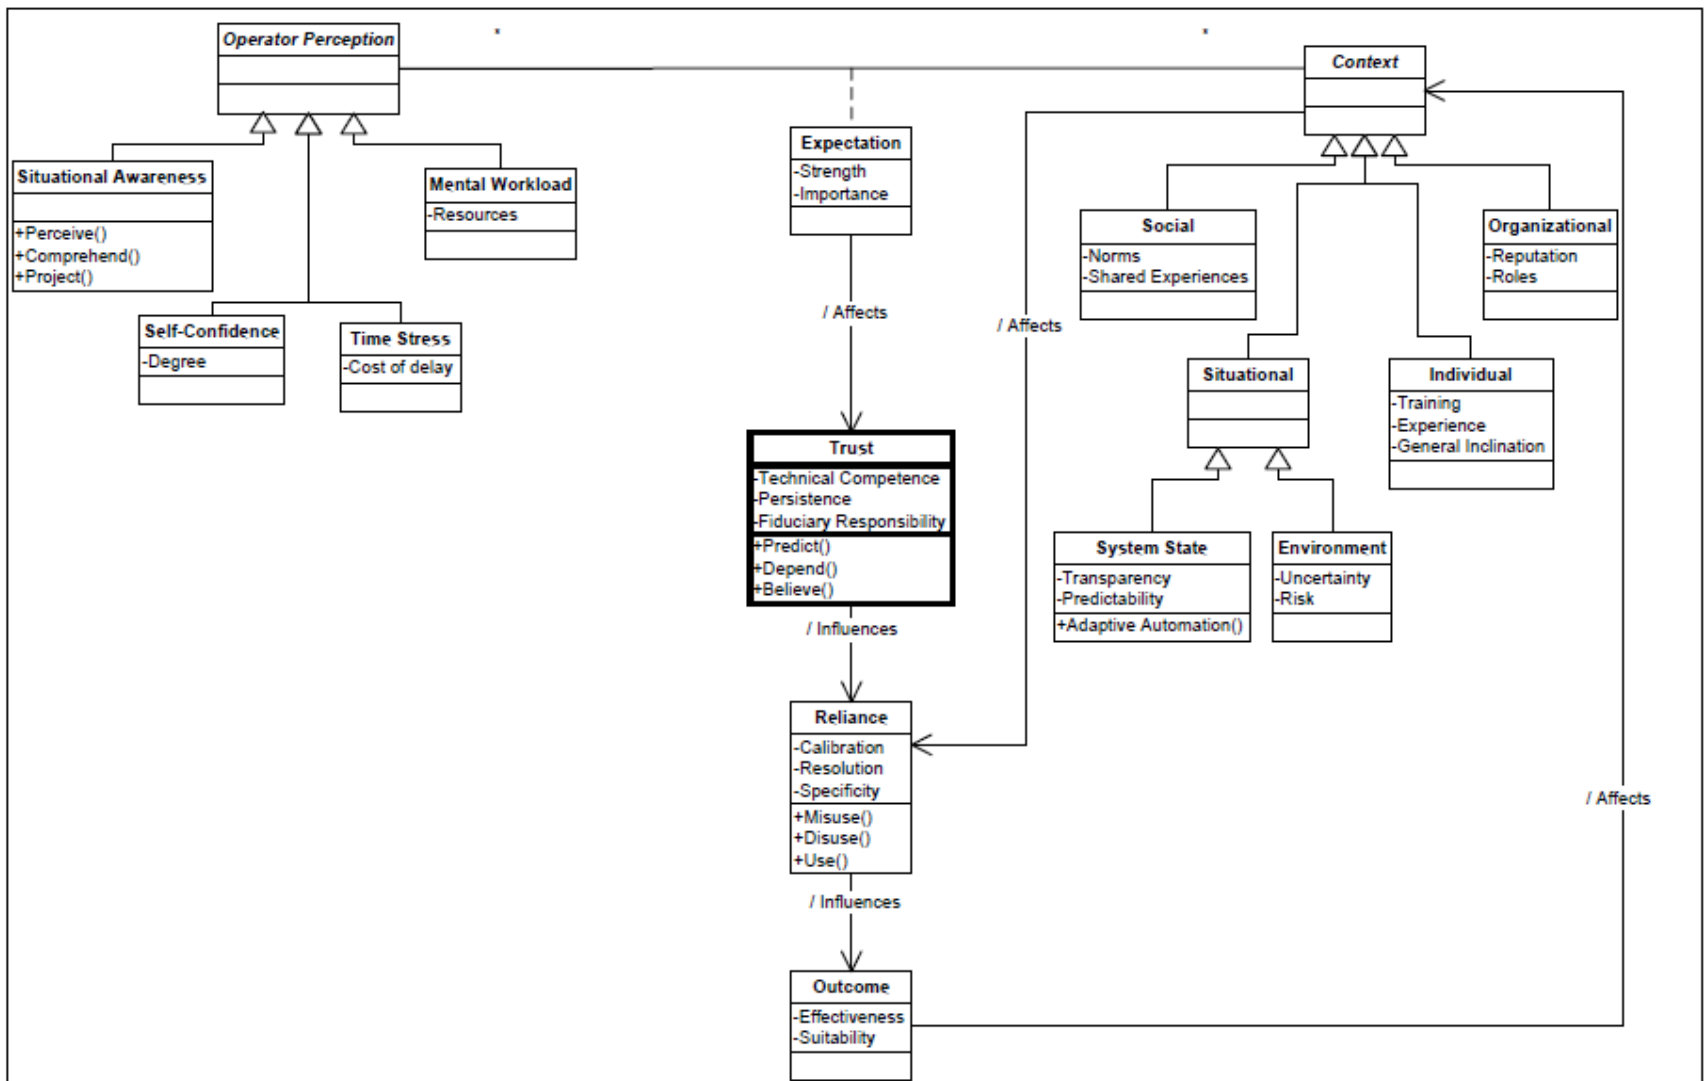 Operator Perception
*
*
Context
Situational Awareness
+Perceive()
+Comprehend()
+Project()
Mental Workload
-Resources
Self-Confidence
-Degree
Time Stress
-Cost of delay
Expectation
-Strength
-Importance
/ Affects
/ Affects
Social
-Norms
-Shared Experiences
Organizational
-Reputation
-Roles
Situational
Individual
-Training
-Experience
-General Inclination
Trust
-Technical Competence
-Persistence
-Fiduciary Responsibility
+Predict()
+Depend()
+Believe()
System State
-Transparency
-Predictability
+Adaptive Automation()
Environment
-Uncertainty
-Risk
/ Influences
Reliance
-Calibration
-Resolution
-Specificity
+Misuse()
+Disuse()
+Use()
/ Affects
/ Influences
Outcome
-Effectiveness
-Suitability